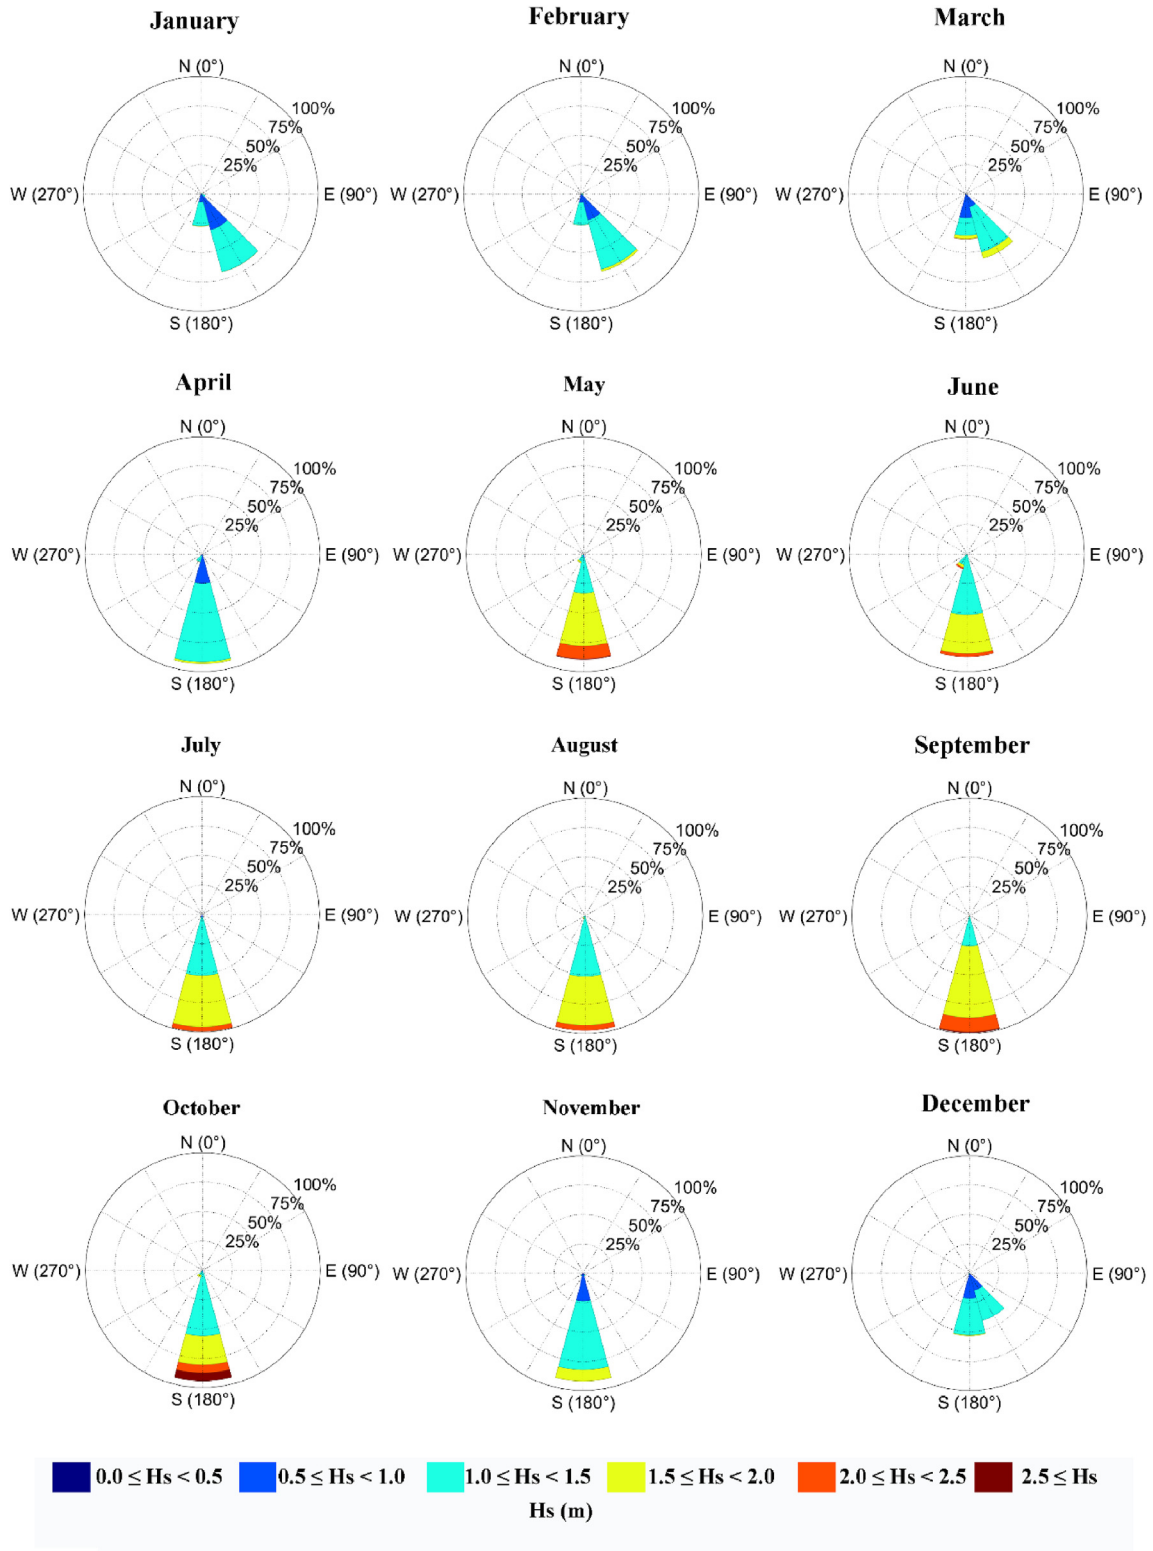 January February March
N (0°) N (0°) N (0°)
100% 100% 100%
75% 75% 75%
50% 50% 50%
25% 25% 25%
W (270°) E (90°) W (270°) E (90°) W (270°) E (90°)
S (180°) S (180°) S (180°)
April May June
N (0°) N (0°) N (0°)
100% 100% 100%
75% 75% 75%
50% 50% 50%
25% 25% 25%
W (270°) E (90°) W (270°) E (90°) W (270°) E (90°)
S (180°) S (180°) S (180°)
July August September
N (0°) N (0°) N (0°)
100% 100% 100%
75% 75% 75%
50% 50% 50%
25% 25% 25%
W (270°) E (90°) W (270°) E (90°) W (270°) E (90°)
S (180°) S (180°) S (180°)
October November December
N (0°) N (0°) N (0°)
100% 100% 100%
75% 75% 75%
50% 50% 50%
25% 25% 25%
W (270°) E (90°) W (270°) E (90°) W (270°) E (90°)
S (180°) S (180°) S (180°)
0.0 ≤ Hs < 0.5 0.5 ≤ Hs < 1.0 1.0 ≤ Hs < 1.5 1.5 ≤ Hs < 2.0 2.0 ≤ Hs < 2.5 2.5 ≤ Hs
Hs (m)